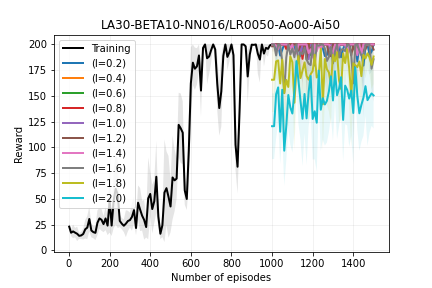 LA30-BETA10-NN016/LR0050-Ao00-Ai50
200
175
150
125
100
75
50
25
0
Reward
Training
(l=0.2)
(l=0.4)
(l=0.6)
(l=0.8)
(l=1.0)
(l=1.2)
(l=1.4)
(l=1.6)
(l=1.8)
(l=2.0)
0 200 400 600 800 1000 1200 1400
Number of episodes